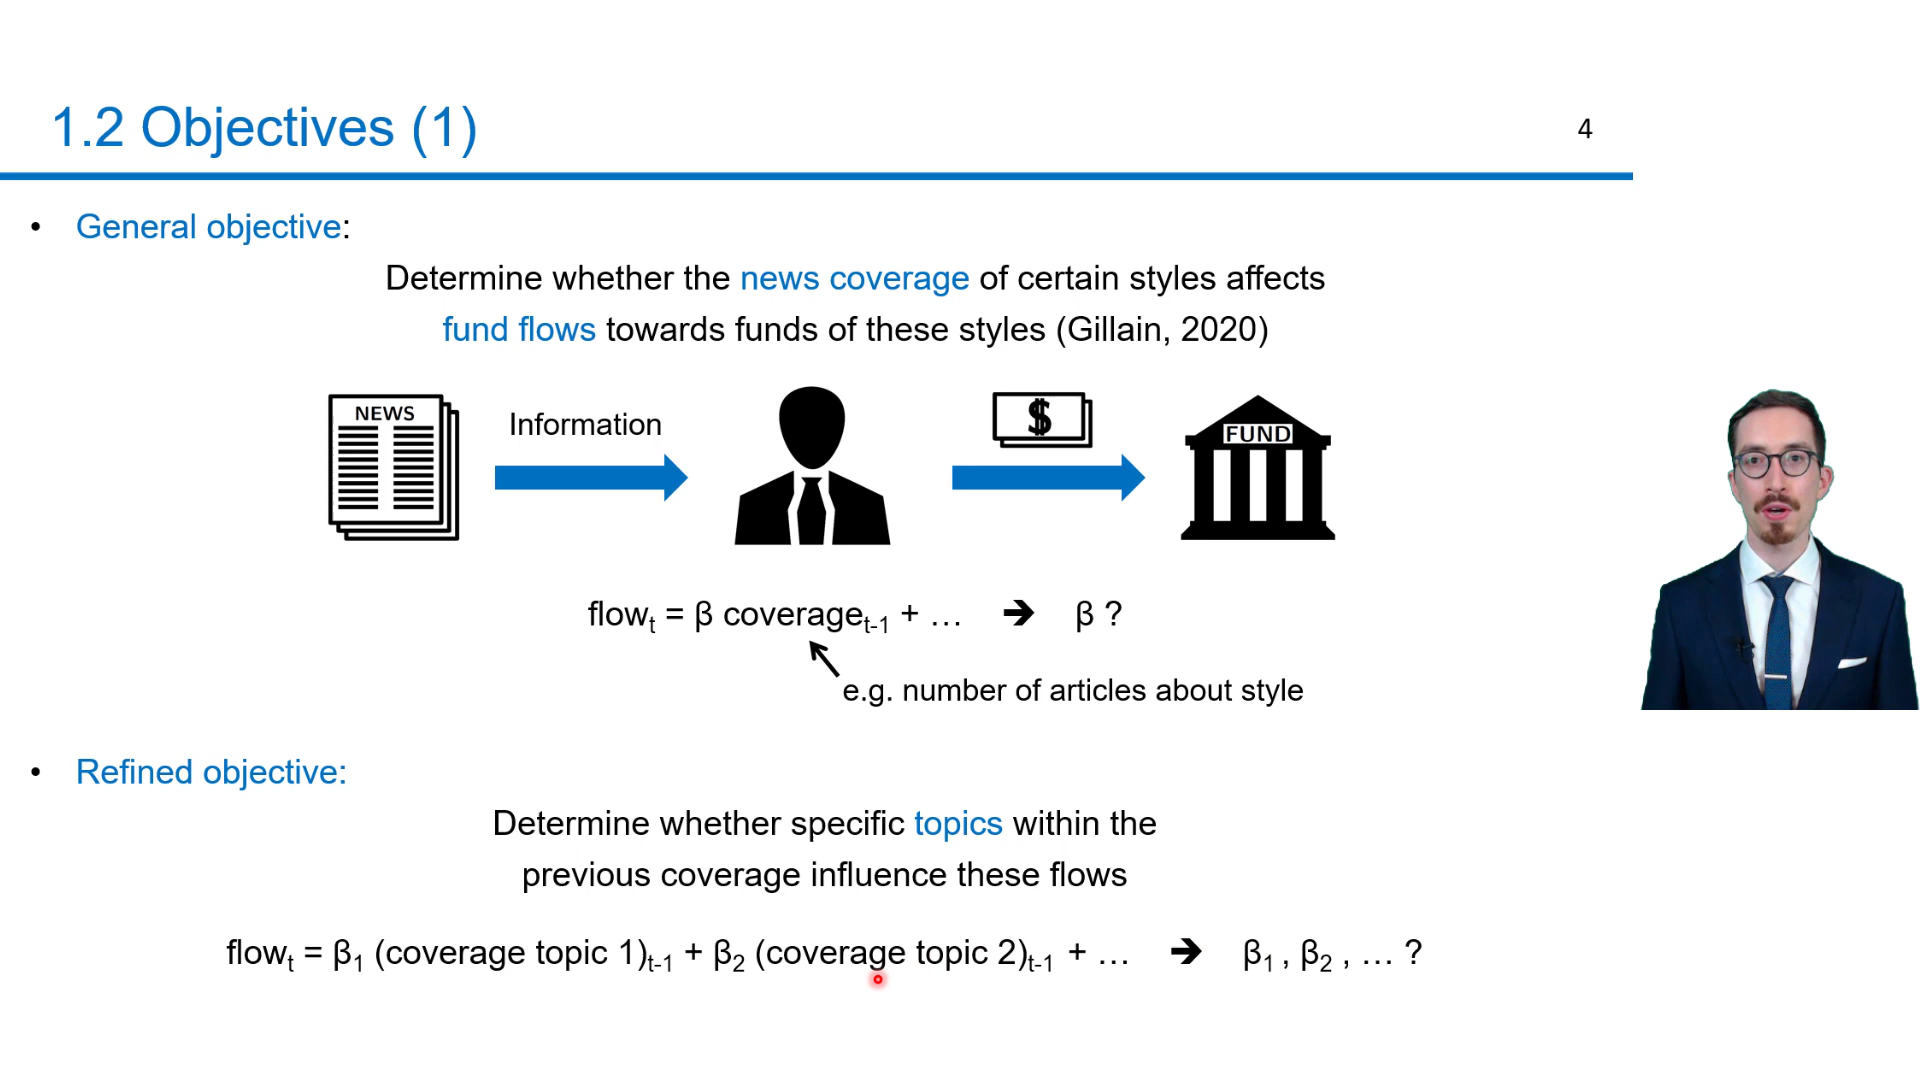 1.2 Objectives (1)
4
• General objective:
Determine whether the news coverage of certain styles affects
fund flows towards funds of these styles (Gillain, 2020)
NEWS
Information
$
FUND
flowₜ = β coverageₜ₋₁ + … ➔ β ?
e.g. number of articles about style
• Refined objective:
Determine whether specific topics within the
previous coverage influence these flows
flowₜ = β₁ (coverage topic 1)ₜ₋₁ + β₂ (coverage topic 2)ₜ₋₁ + … ➔ β₁ , β₂ , … ?